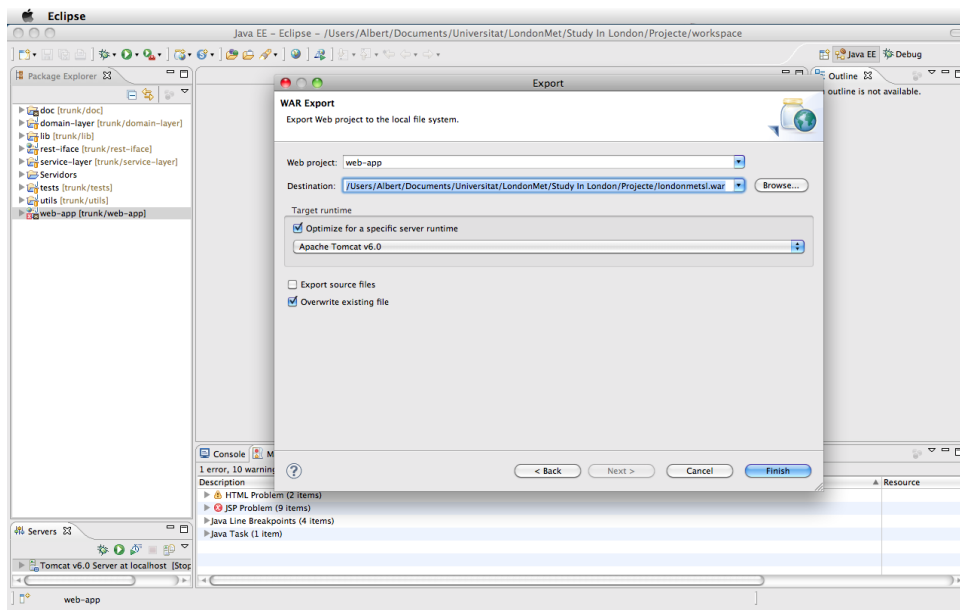 Eclipse
Java EE – Eclipse – /Users/Albert/Documents/Universitat/LondonMet/Study In London/Projecte/workspace
Java EE
Debug
Package Explorer
doc [trunk/doc]
domain-layer [trunk/domain-layer]
lib [trunk/lib]
rest-iface [trunk/rest-iface]
service-layer [trunk/service-layer]
Servidors
tests [trunk/tests]
utils [trunk/utils]
web-app [trunk/web-app]
Outline
outline is not available.
Export
WAR Export
Export Web project to the local file system.
Web project: web-app
Destination: /Users/Albert/Documents/Universitat/LondonMet/Study In London/Projecte/londonmetsl.war Browse...
Target runtime
Optimize for a specific server runtime
Apache Tomcat v6.0
Export source files
Overwrite existing file
? < Back Next > Cancel Finish
Console M
1 error, 10 warning
Description Resource
HTML Problem (2 items)
JSP Problem (9 items)
Java Line Breakpoints (4 items)
Java Task (1 item)
Servers
Tomcat v6.0 Server at localhost [Stop
web-app